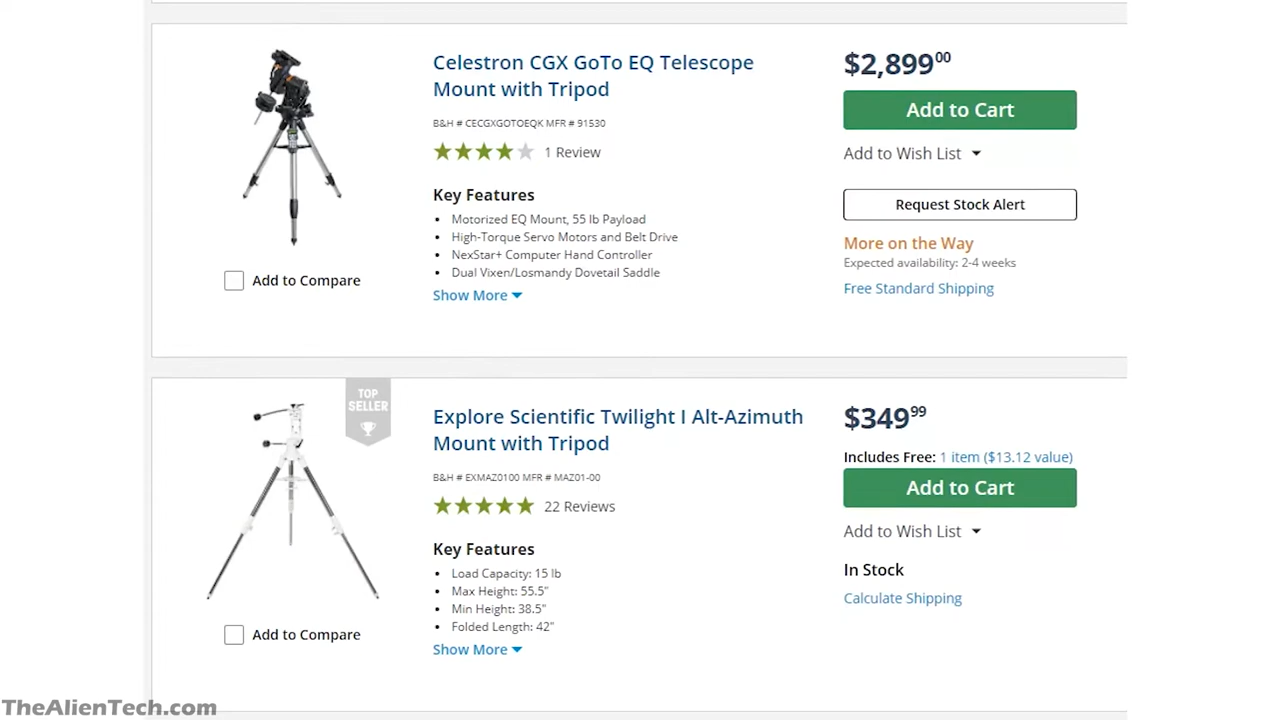 Celestron CGX GoTo EQ Telescope
Mount with Tripod
B&H # CECGXGOTOEQK MFR # 91530
1 Review
Key Features
• Motorized EQ Mount, 55 lb Payload
• High-Torque Servo Motors and Belt Drive
• NexStar+ Computer Hand Controller
• Dual Vixen/Losmandy Dovetail Saddle
Show More
Add to Compare
$2,899 00
Add to Cart
Add to Wish List
Request Stock Alert
More on the Way
Expected availability: 2-4 weeks
Free Standard Shipping
TOP
SELLER
Explore Scientific Twilight I Alt-Azimuth
Mount with Tripod
B&H # EXMAZ0100 MFR # MAZ01-00
22 Reviews
Key Features
• Load Capacity: 15 lb
• Max Height: 55.5"
• Min Height: 38.5"
• Folded Length: 42"
Show More
Add to Compare
$349 99
Includes Free: 1 item ($13.12 value)
Add to Cart
Add to Wish List
In Stock
Calculate Shipping
TheAlienTech.com